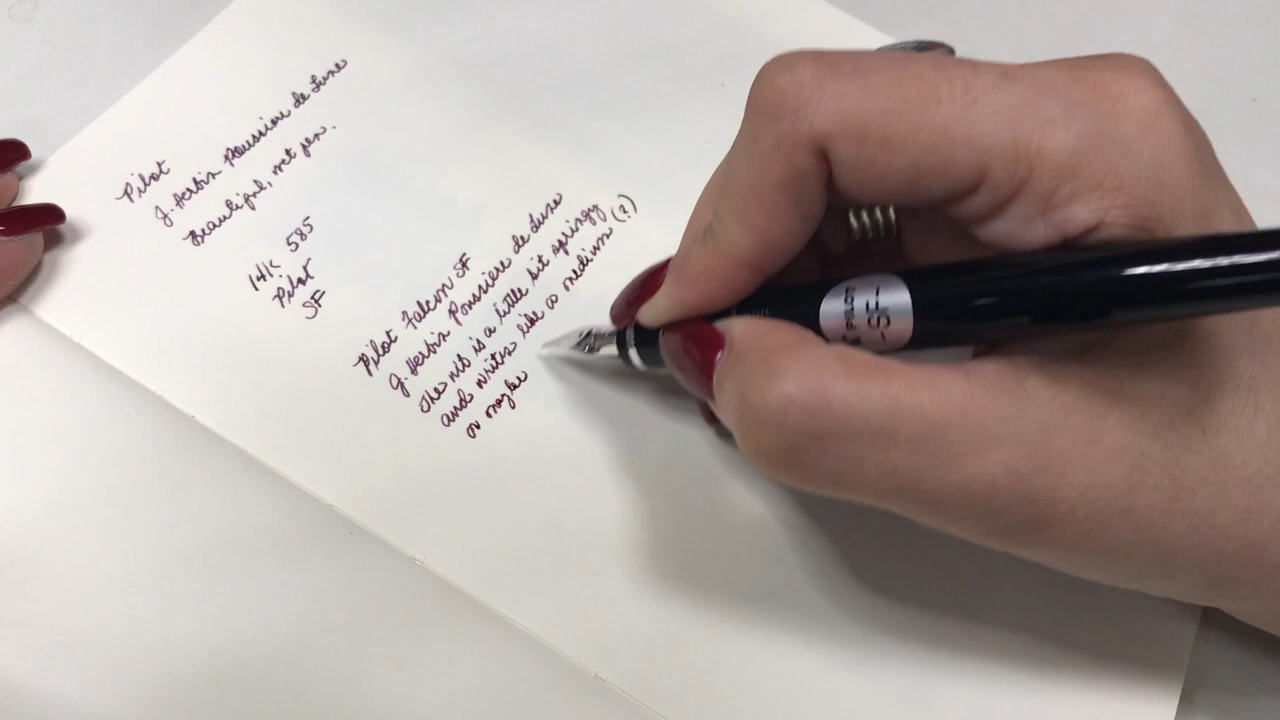 Pilot
J. Herbin Poussière de Lune
Beautiful, wet pen.
14K 585
Pilot
SF
Pilot Falcon SF
J. Herbin Poussiere de Lune
The nib is a little bit springy
and writes like a medium (?)
or maybe
PILOT
-SF-